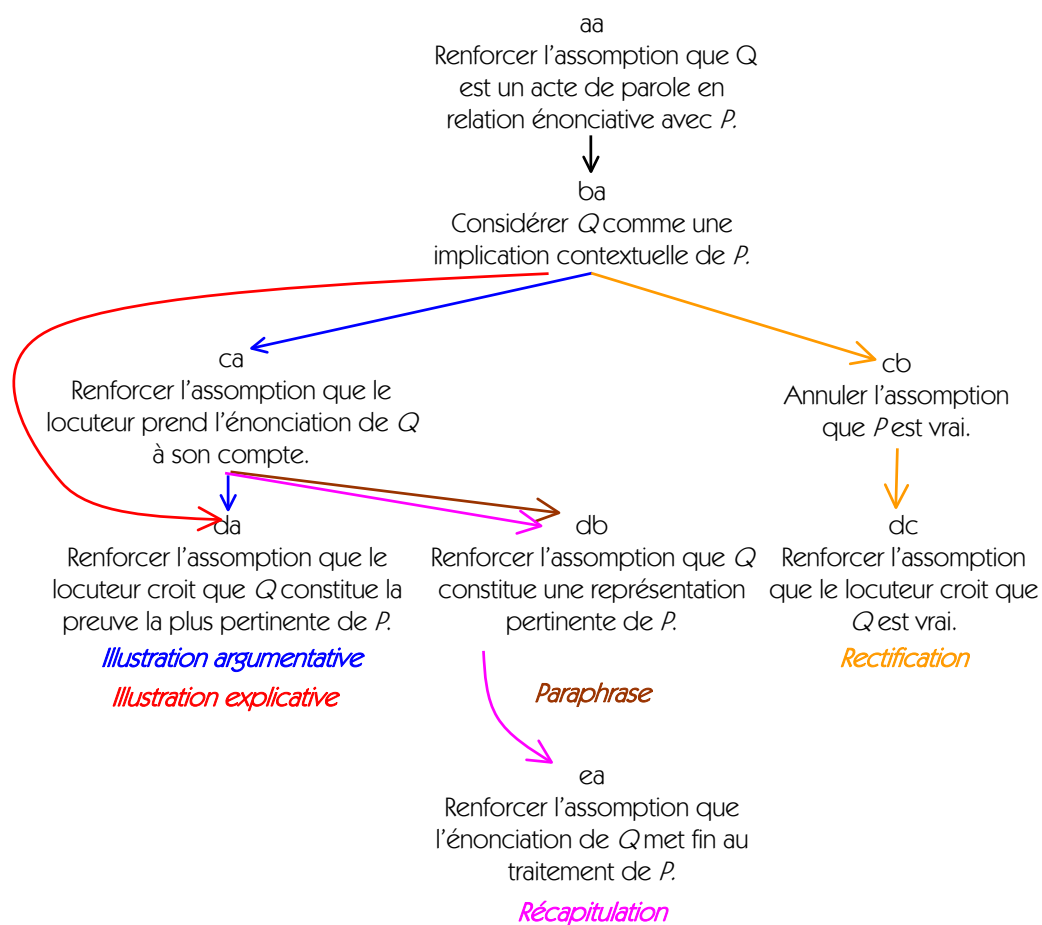 aa
Renforcer l'assomption que Q
est un acte de parole en
relation énonciative avec P.
ba
Considérer Q comme une
implication contextuelle de P.
ca
Renforcer l'assomption que le
locuteur prend l'énonciation de Q
à son compte.
cb
Annuler l'assomption
que P est vrai.
da
Renforcer l'assomption que le
locuteur croit que Q constitue la
preuve la plus pertinente de P.
Illustration argumentative
Illustration explicative
db
Renforcer l'assomption que Q
constitue une représentation
pertinente de P.
Paraphrase
dc
Renforcer l'assomption
que le locuteur croit que
Q est vrai.
Rectification
ea
Renforcer l'assomption que
l'énonciation de Q met fin au
traitement de P.
Récapitulation